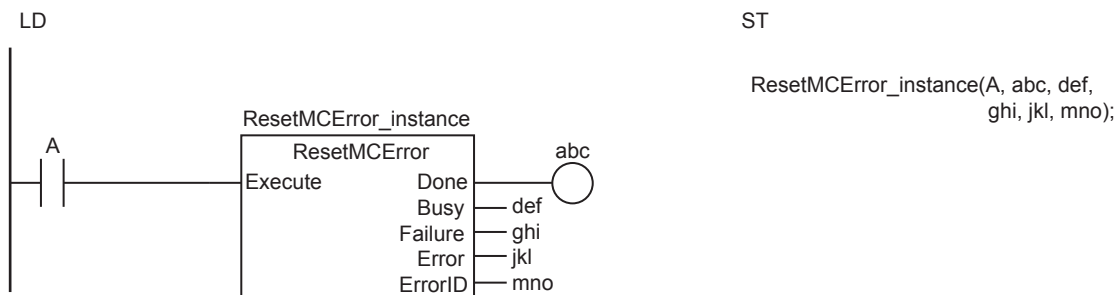 LD
ST
ResetMCError_instance(A, abc, def,
ghi, jkl, mno);
ResetMCError_instance
A
ResetMCError
abc
Execute
Done
Busy
def
Failure
ghi
Error
jkl
ErrorID
mno